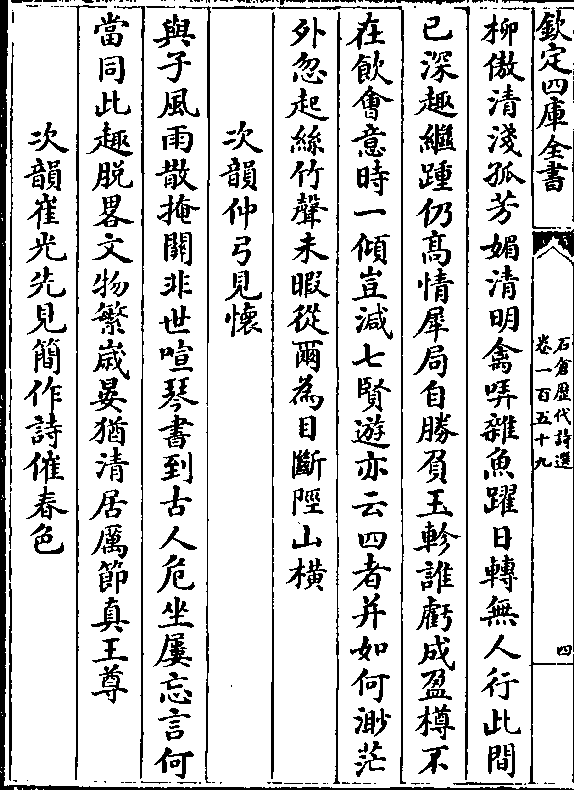 欽定四庫全書
石倉歷代詩選
卷一百五十九
四
柳傲清淺孤芳媚清明禽哢雜魚躍日轉無人行此間
已深趣繼踵仍高情犀局自勝負玉軫誰虧成盈樽不
在飲會意時一傾豈減七賢遊亦云四者并如何渺茫
外忽起絲竹聲未暇從爾為目斷陘山橫
次韻仲弓見懷
與子風雨散掩關非世喧琴書到古人危坐屢忘言何
當同此趣脱畧文物繁嵗晏猶清居厲節真王尊
次韻崔光先見簡作詩催春色